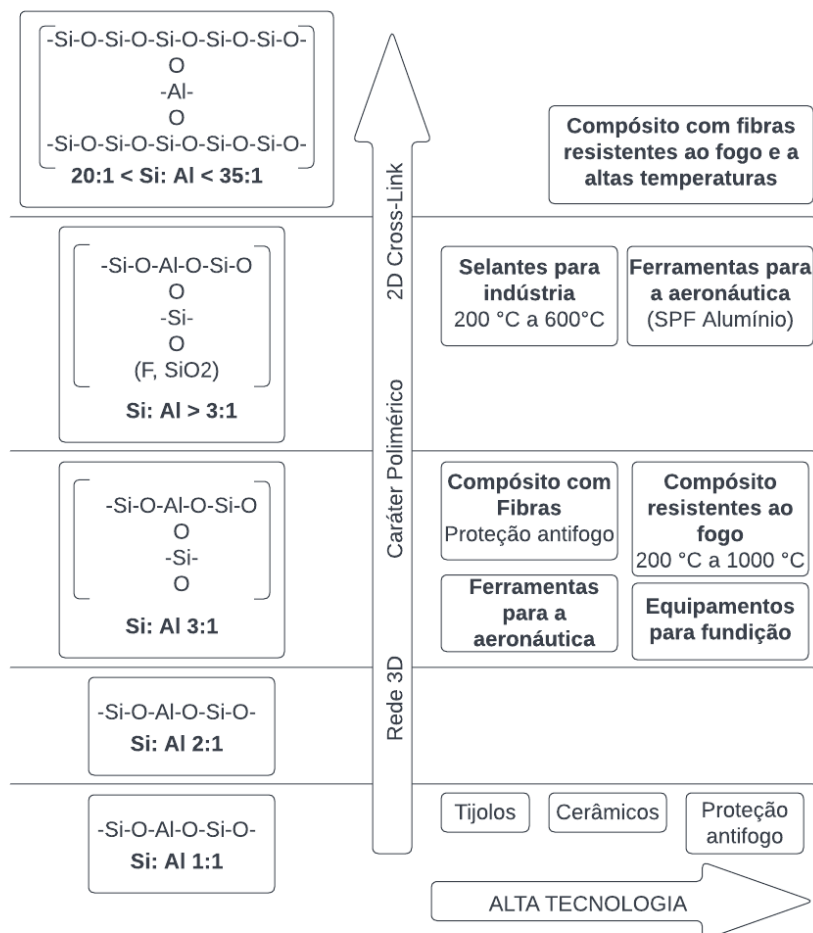 -Si-O-Si-O-Si-O-Si-O-Si-O-
O
-Al-
O
-Si-O-Si-O-Si-O-Si-O-Si-O-
20:1 < Si: Al < 35:1
Compósito com fibras
resistentes ao fogo e a
altas temperaturas
2D Cross-Link
-Si-O-Al-O-Si-O
O
-Si-
O
(F, SiO2)
Si: Al > 3:1
Selantes para
indústria
200 °C a 600°C
Ferramentas para
a aeronáutica
(SPF Alumínio)
Caráter Polimérico
-Si-O-Al-O-Si-O
O
-Si-
O
Si: Al 3:1
Compósito com
Fibras
Proteção antifogo
Compósito
resistentes ao
fogo
200 °C a 1000 °C
Ferramentas
para a
aeronáutica
Equipamentos
para fundição
Rede 3D
-Si-O-Al-O-Si-O-
Si: Al 2:1
-Si-O-Al-O-Si-O-
Si: Al 1:1
Tijolos
Cerâmicos
Proteção
antifogo
ALTA TECNOLOGIA